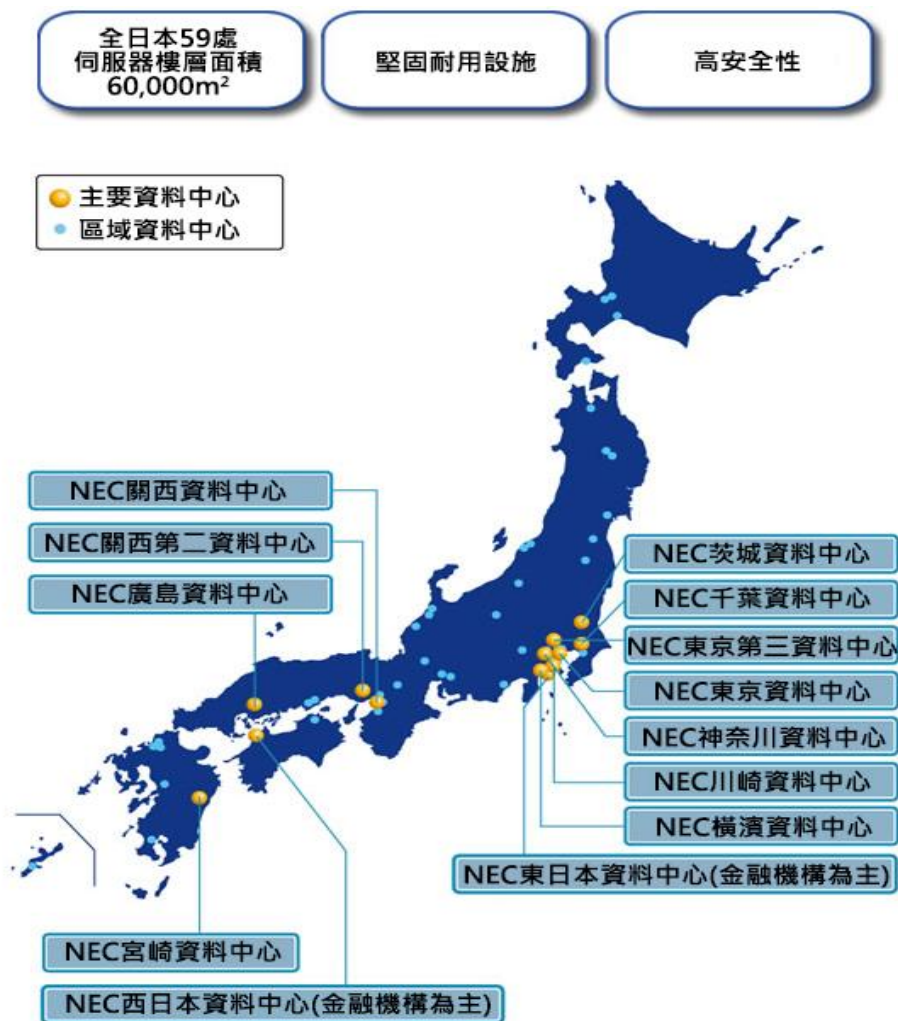 全日本59處
伺服器樓層面積
60,000m²
堅固耐用設施
高安全性
主要資料中心
區域資料中心
NEC關西資料中心
NEC關西第二資料中心
NEC廣島資料中心
NEC茨城資料中心
NEC千葉資料中心
NEC東京第三資料中心
NEC東京資料中心
NEC神奈川資料中心
NEC川崎資料中心
NEC橫濱資料中心
NEC東日本資料中心(金融機構為主)
NEC宮崎資料中心
NEC西日本資料中心(金融機構為主)